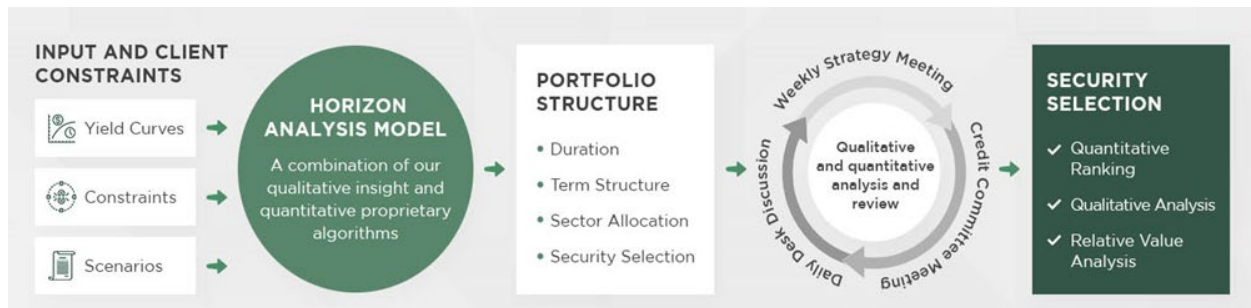 INPUT AND CLIENT
CONSTRAINTS
Yield Curves
Constraints
Scenarios
HORIZON
ANALYSIS MODEL
A combination of our
qualitative insight and
quantitative proprietary
algorithms
PORTFOLIO
STRUCTURE
• Duration
• Term Structure
• Sector Allocation
• Security Selection
Weekly Strategy Meeting
Credit Committee Meeting
Daily Desk Discussion
Qualitative
and quantitative
analysis and
review
SECURITY
SELECTION
✓ Quantitative
Ranking
✓ Qualitative Analysis
✓ Relative Value
Analysis